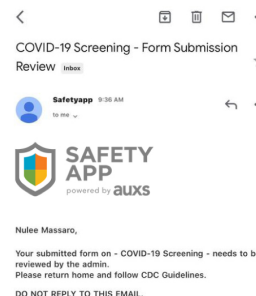 COVID-19 Screening - Form Submission
Review Inbox
Safetyapp 9:36 AM
to me
SAFETY
APP
powered by auxs
Nulee Massaro,
Your submitted form on - COVID-19 Screening - needs to b
reviewed by the admin.
Please return home and follow CDC Guidelines.
DO NOT REPLY TO THIS EMAIL.